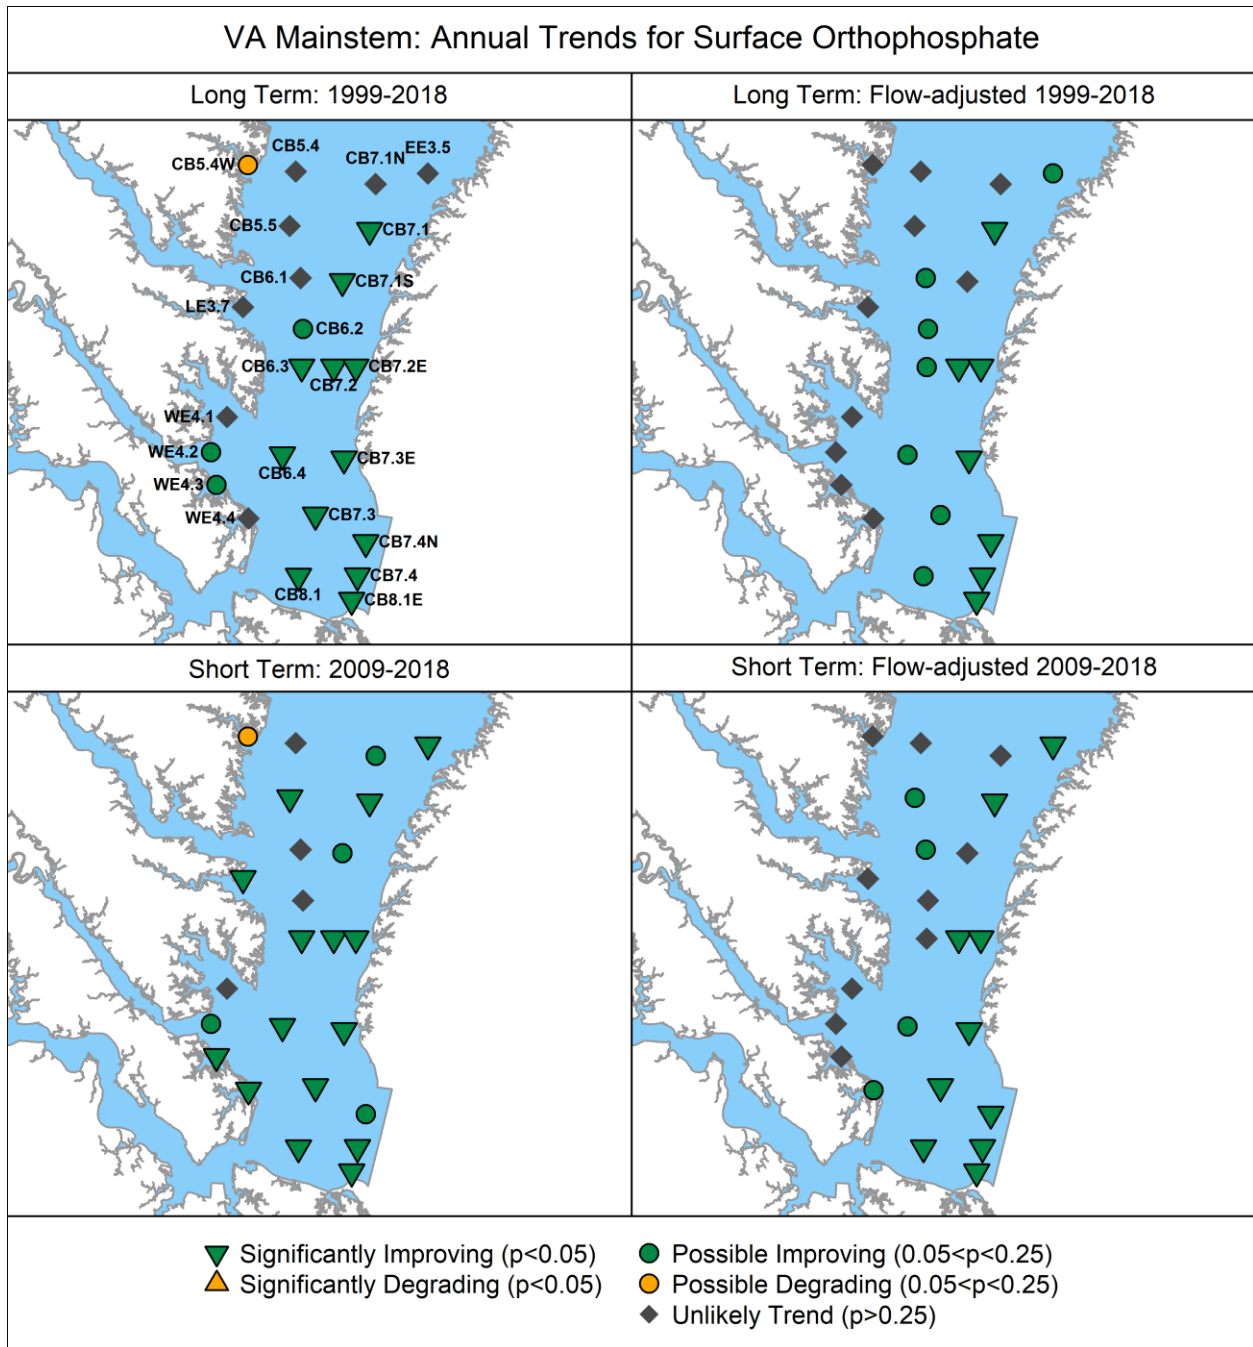 VA Mainstem: Annual Trends for Surface Orthophosphate
Long Term: 1999-2018
Long Term: Flow-adjusted 1999-2018
CB5.4W
CB5.4
CB7.1N
EE3.5
CB5.5
CB7.1
CB6.1
CB7.1S
LE3.7
CB6.2
CB6.3
CB7.2
CB7.2E
WE4.1
WE4.2
CB6.4
CB7.3E
WE4.3
WE4.4
CB7.3
CB7.4N
CB8.1
CB7.4
CB8.1E
Short Term: 2009-2018
Short Term: Flow-adjusted 2009-2018
Significantly Improving (p<0.05)
Significantly Degrading (p<0.05)
Possible Improving (0.05<p<0.25)
Possible Degrading (0.05<p<0.25)
Unlikely Trend (p>0.25)